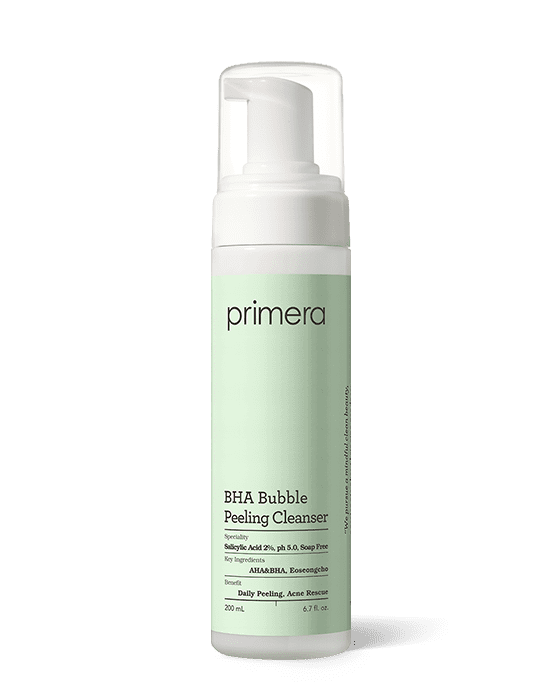 primera
BHA Bubble
Peeling Cleanser
Speciality
Salicylic Acid 2%, ph 5.0, Soap Free
Key Ingredients
AHA&BHA, Eoseongcho
Benefit
Daily Peeling, Acne Rescue
200 mL 6.7 fl. oz.
"We pursue a mindful clean beauty,